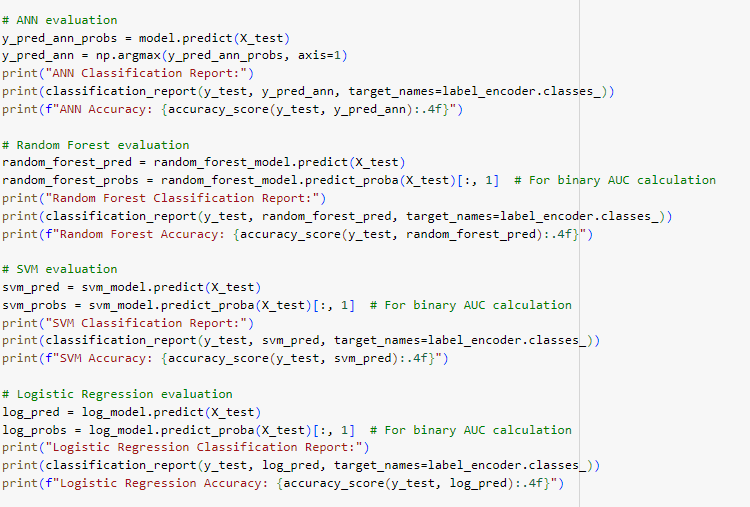 # ANN evaluation
y_pred_ann_probs = model.predict(X_test)
y_pred_ann = np.argmax(y_pred_ann_probs, axis=1)
print("ANN Classification Report:")
print(classification_report(y_test, y_pred_ann, target_names=label_encoder.classes_))
print(f"ANN Accuracy: {accuracy_score(y_test, y_pred_ann):.4f}")

# Random Forest evaluation
random_forest_pred = random_forest_model.predict(X_test)
random_forest_probs = random_forest_model.predict_proba(X_test)[:, 1]  # For binary AUC calculation
print("Random Forest Classification Report:")
print(classification_report(y_test, random_forest_pred, target_names=label_encoder.classes_))
print(f"Random Forest Accuracy: {accuracy_score(y_test, random_forest_pred):.4f}")

# SVM evaluation
svm_pred = svm_model.predict(X_test)
svm_probs = svm_model.predict_proba(X_test)[:, 1]  # For binary AUC calculation
print("SVM Classification Report:")
print(classification_report(y_test, svm_pred, target_names=label_encoder.classes_))
print(f"SVM Accuracy: {accuracy_score(y_test, svm_pred):.4f}")

# Logistic Regression evaluation
log_pred = log_model.predict(X_test)
log_probs = log_model.predict_proba(X_test)[:, 1]  # For binary AUC calculation
print("Logistic Regression Classification Report:")
print(classification_report(y_test, log_pred, target_names=label_encoder.classes_))
print(f"Logistic Regression Accuracy: {accuracy_score(y_test, log_pred):.4f}")